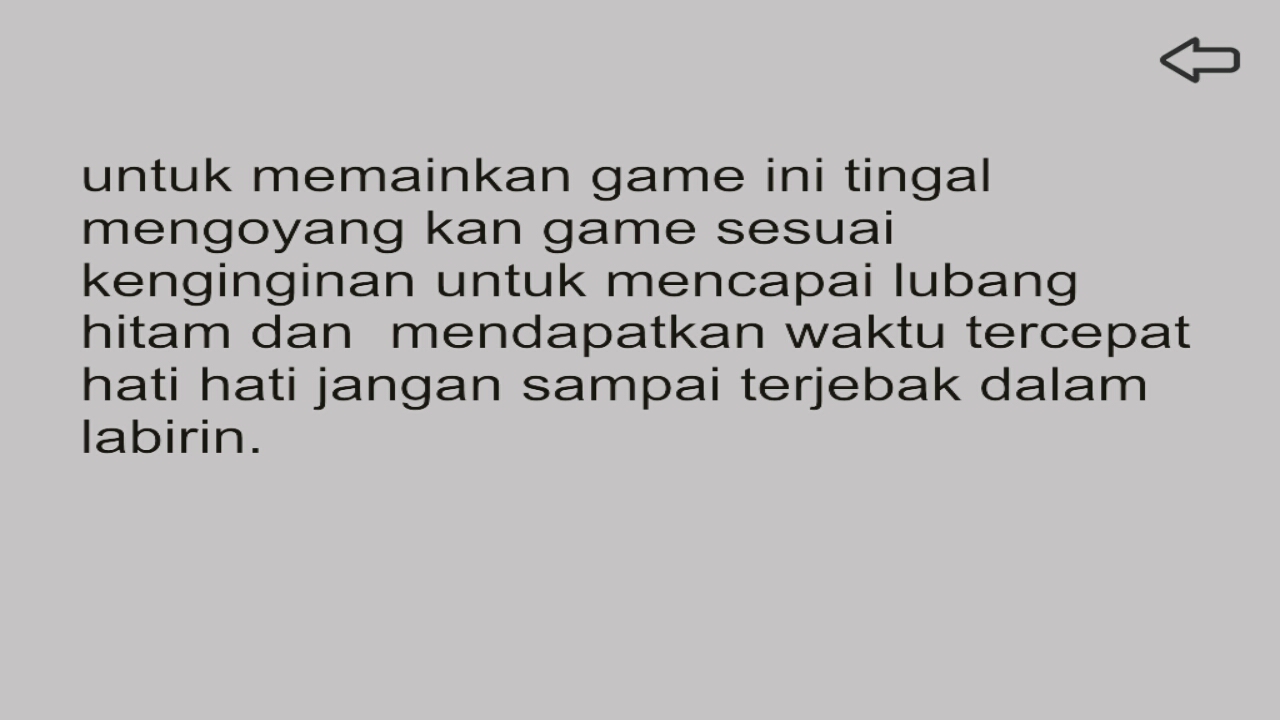 untuk memainkan game ini tingal
mengoyang kan game sesuai
kenginginan untuk mencapai lubang
hitam dan  mendapatkan waktu tercepat
hati hati jangan sampai terjebak dalam
labirin.